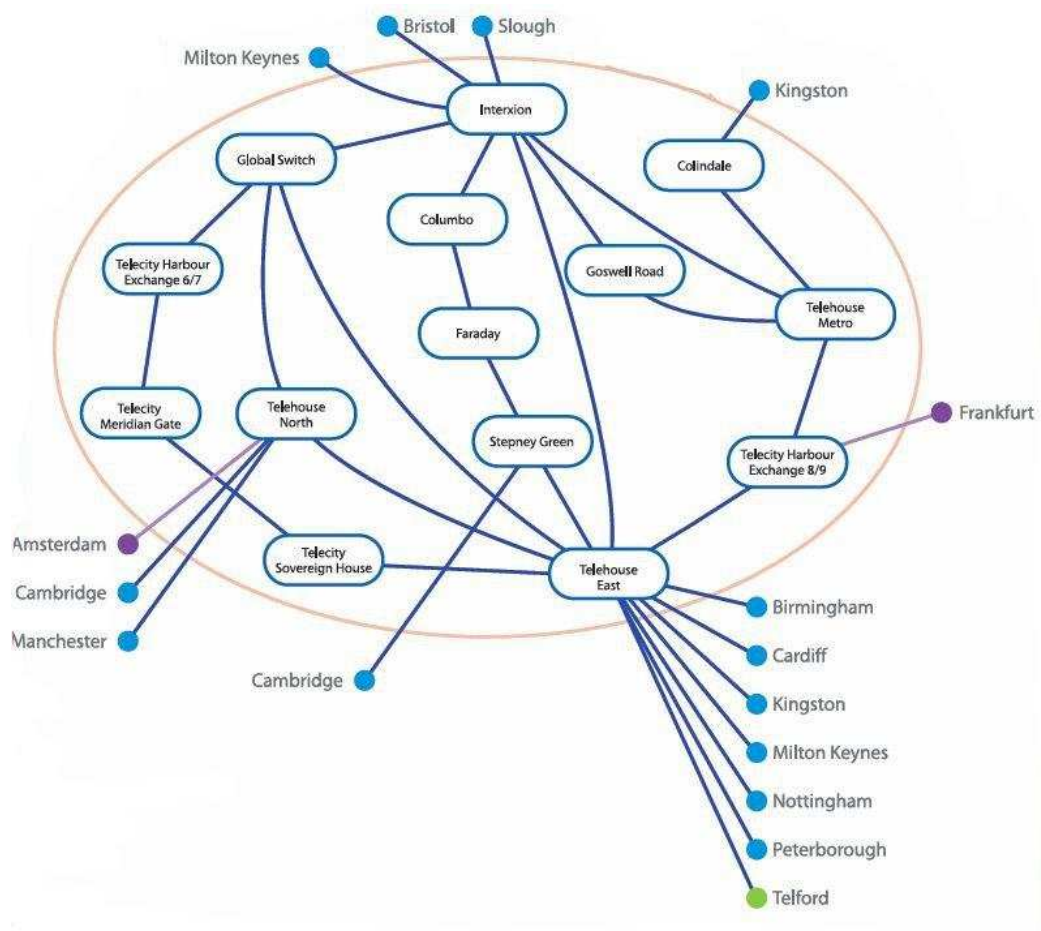 Bristol
Slough
Milton Keynes
Kingston
Interxion
Global Switch
Colindale
Columbo
Telecity Harbour
Exchange 6/7
Goswell Road
Telehouse
Metro
Faraday
Telecity
Meridian Gate
Telehouse
North
Frankfurt
Stepney Green
Telecity Harbour
Exchange 8/9
Amsterdam
Telecity
Sovereign House
Telehouse
East
Cambridge
Birmingham
Manchester
Cardiff
Cambridge
Kingston
Milton Keynes
Nottingham
Peterborough
Telford